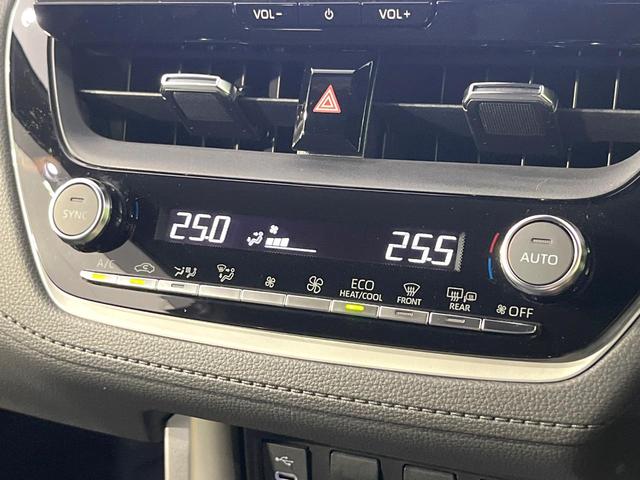 VOL- VOL+
SYNC 25.0 25.5 AUTO
A/C ECO HEAT/COOL FRONT REAR OFF